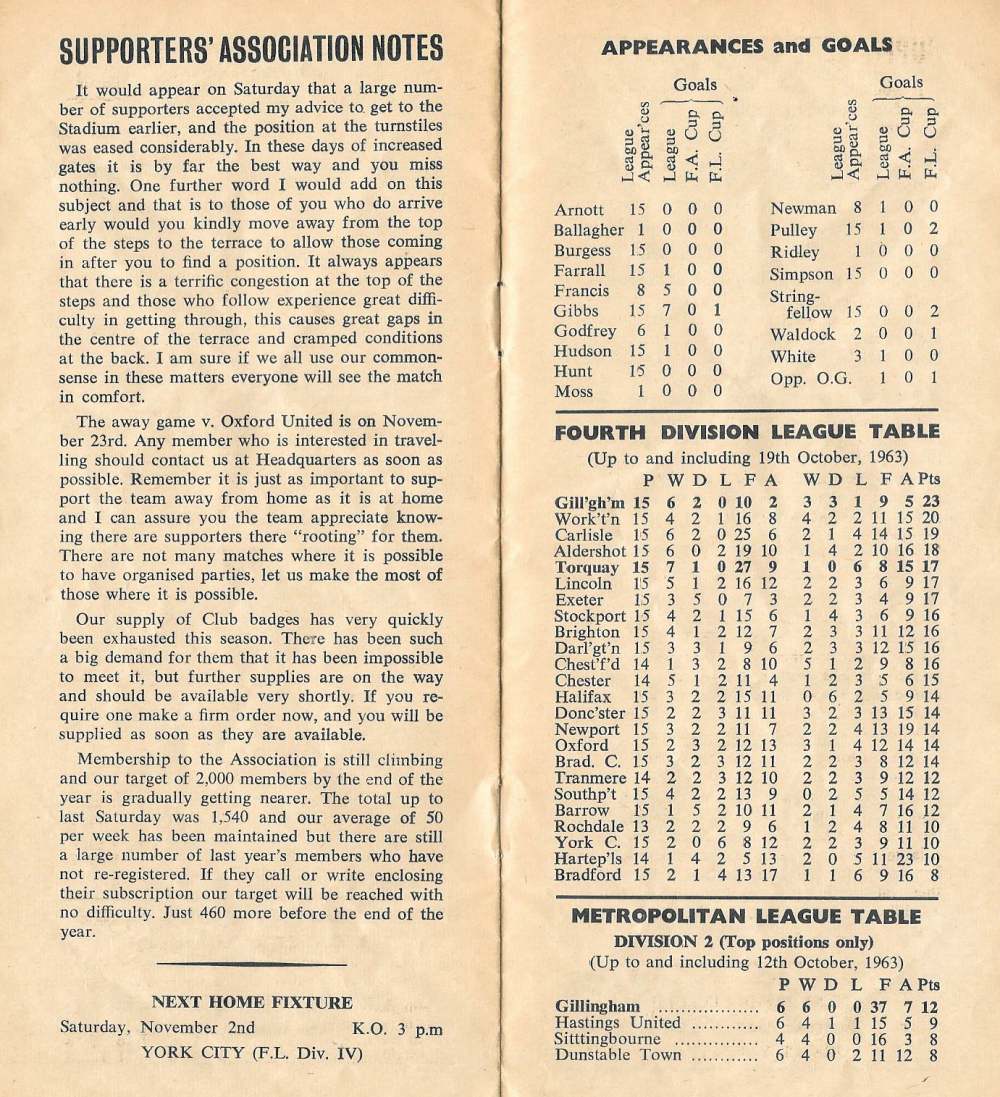 SUPPORTERS' ASSOCIATION NOTES
It would appear on Saturday that a large num-
ber of supporters accepted my advice to get to the
Stadium earlier, and the position at the turnstiles
was eased considerably. In these days of increased
gates it is by far the best way and you miss
nothing. One further word I would add on this
subject and that is to those of you who do arrive
early would you kindly move away from the top
of the steps to the terrace to allow those coming
in after you to find a position. It always appears
that there is a terrific congestion at the top of the
steps and those who follow experience great diffi-
culty in getting through, this causes great gaps in
the centre of the terrace and cramped conditions
at the back. I am sure if we all use our common-
sense in these matters everyone will see the match
in comfort.
The away game v. Oxford United is on Novem-
ber 23rd. Any member who is interested in travel-
ling should contact us at Headquarters as soon as
possible. Remember it is just as important to sup-
port the team away from home as it is at home
and I can assure you the team appreciate know-
ing there are supporters there "rooting" for them.
There are not many matches where it is possible
to have organised parties, let us make the most of
those where it is possible.
Our supply of Club badges has very quickly
been exhausted this season. There has been such
a big demand for them that it has been impossible
to meet it, but further supplies are on the way
and should be available very shortly. If you re-
quire one make a firm order now, and you will be
supplied as soon as they are available.
Membership to the Association is still climbing
and our target of 2,000 members by the end of the
year is gradually getting nearer. The total up to
last Saturday was 1,540 and our average of 50
per week has been maintained but there are still
a large number of last year's members who have
not re-registered. If they call or write enclosing
their subscription our target will be reached with
no difficulty. Just 460 more before the end of the
year.
NEXT HOME FIXTURE
Saturday, November 2nd K.O. 3 p.m
YORK CITY (F.L. Div. IV)
APPEARANCES and GOALS
Goals
League Appear'ces League F.A. Cup F.L. Cup
Arnott 15 0 0 0
Ballagher 1 0 0 0
Burgess 15 0 0 0
Farrall 15 1 0 0
Francis 8 5 0 0
Gibbs 15 7 0 1
Godfrey 6 1 0 0
Hudson 15 1 0 0
Hunt 15 0 0 0
Moss 1 0 0 0
Goals
League Appear'ces League F.A. Cup F.L. Cup
Newman 8 1 0 0
Pulley 15 1 0 2
Ridley 1 0 0 0
Simpson 15 0 0 0
String-
fellow 15 0 0 2
Waldock 2 0 0 1
White 3 1 0 0
Opp. O.G. 1 0 1
FOURTH DIVISION LEAGUE TABLE
(Up to and including 19th October, 1963)
P W D L F A W D L F A Pts
Gill'gh'm 15 6 2 0 10 2 3 3 1 9 5 23
Work't'n 15 4 2 1 16 8 4 2 2 11 15 20
Carlisle 15 6 2 0 25 6 2 1 4 14 15 19
Aldershot 15 6 0 2 19 10 1 4 2 10 16 18
Torquay 15 7 1 0 27 9 1 0 6 8 15 17
Lincoln 15 5 1 2 16 12 2 2 3 6 9 17
Exeter 15 3 5 0 7 3 2 2 3 4 9 17
Stockport 15 4 2 1 15 6 1 4 3 6 9 16
Brighton 15 4 1 2 12 7 2 3 3 11 12 16
Darl'gt'n 15 3 3 1 9 6 2 3 3 12 15 16
Chest'f'd 14 1 3 2 8 10 5 1 2 9 8 16
Chester 14 5 1 2 11 4 1 2 3 5 6 15
Halifax 15 3 2 2 15 11 0 6 2 5 9 14
Donc'ster 15 2 2 3 11 11 3 2 3 13 15 14
Newport 15 3 2 2 11 7 2 2 4 13 19 14
Oxford 15 2 3 2 12 13 3 1 4 12 14 14
Brad. C. 15 3 2 3 12 11 2 2 3 8 12 14
Tranmere 14 2 2 3 12 10 2 2 3 9 12 12
Southp't 15 4 2 2 13 9 0 2 5 5 14 12
Barrow 15 1 5 2 10 11 2 1 4 7 16 12
Rochdale 13 2 2 2 9 6 1 2 4 8 11 10
York C. 15 2 0 6 8 12 2 2 3 9 11 10
Hartep'ls 14 1 4 2 5 13 2 0 5 11 23 10
Bradford 15 2 1 4 13 17 1 1 6 9 16 8
METROPOLITAN LEAGUE TABLE
DIVISION 2 (Top positions only)
(Up to and including 12th October, 1963)
P W D L F A Pts
Gillingham .................. 6 6 0 0 37 7 12
Hastings United ............ 6 4 1 1 15 5 9
Sitttingbourne ............... 4 4 0 0 16 3 8
Dunstable Town ............ 6 4 0 2 11 12 8